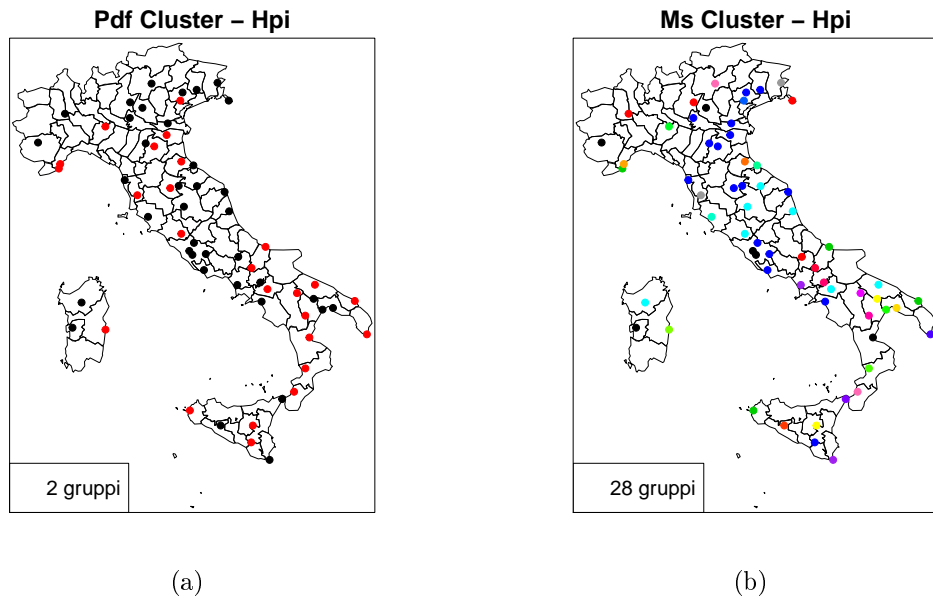 Pdf Cluster – Hpi
Ms Cluster – Hpi
2 gruppi
28 gruppi
(a)
(b)